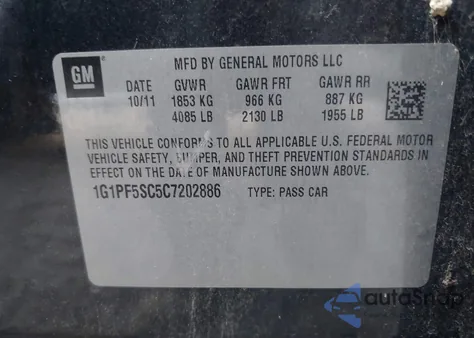 GM
MFD BY GENERAL MOTORS LLC
DATE GVWR GAWR FRT GAWR RR
10/11 1853 KG 966 KG 887 KG
4085 LB 2130 LB 1955 LB
THIS VEHICLE CONFORMS TO ALL APPLICABLE U.S. FEDERAL MOTOR
VEHICLE SAFETY, BUMPER, AND THEFT PREVENTION STANDARDS IN
EFFECT ON THE DATE OF MANUFACTURE SHOWN ABOVE.
1G1PF5SC5C7202886 TYPE: PASS CAR
autoSnap